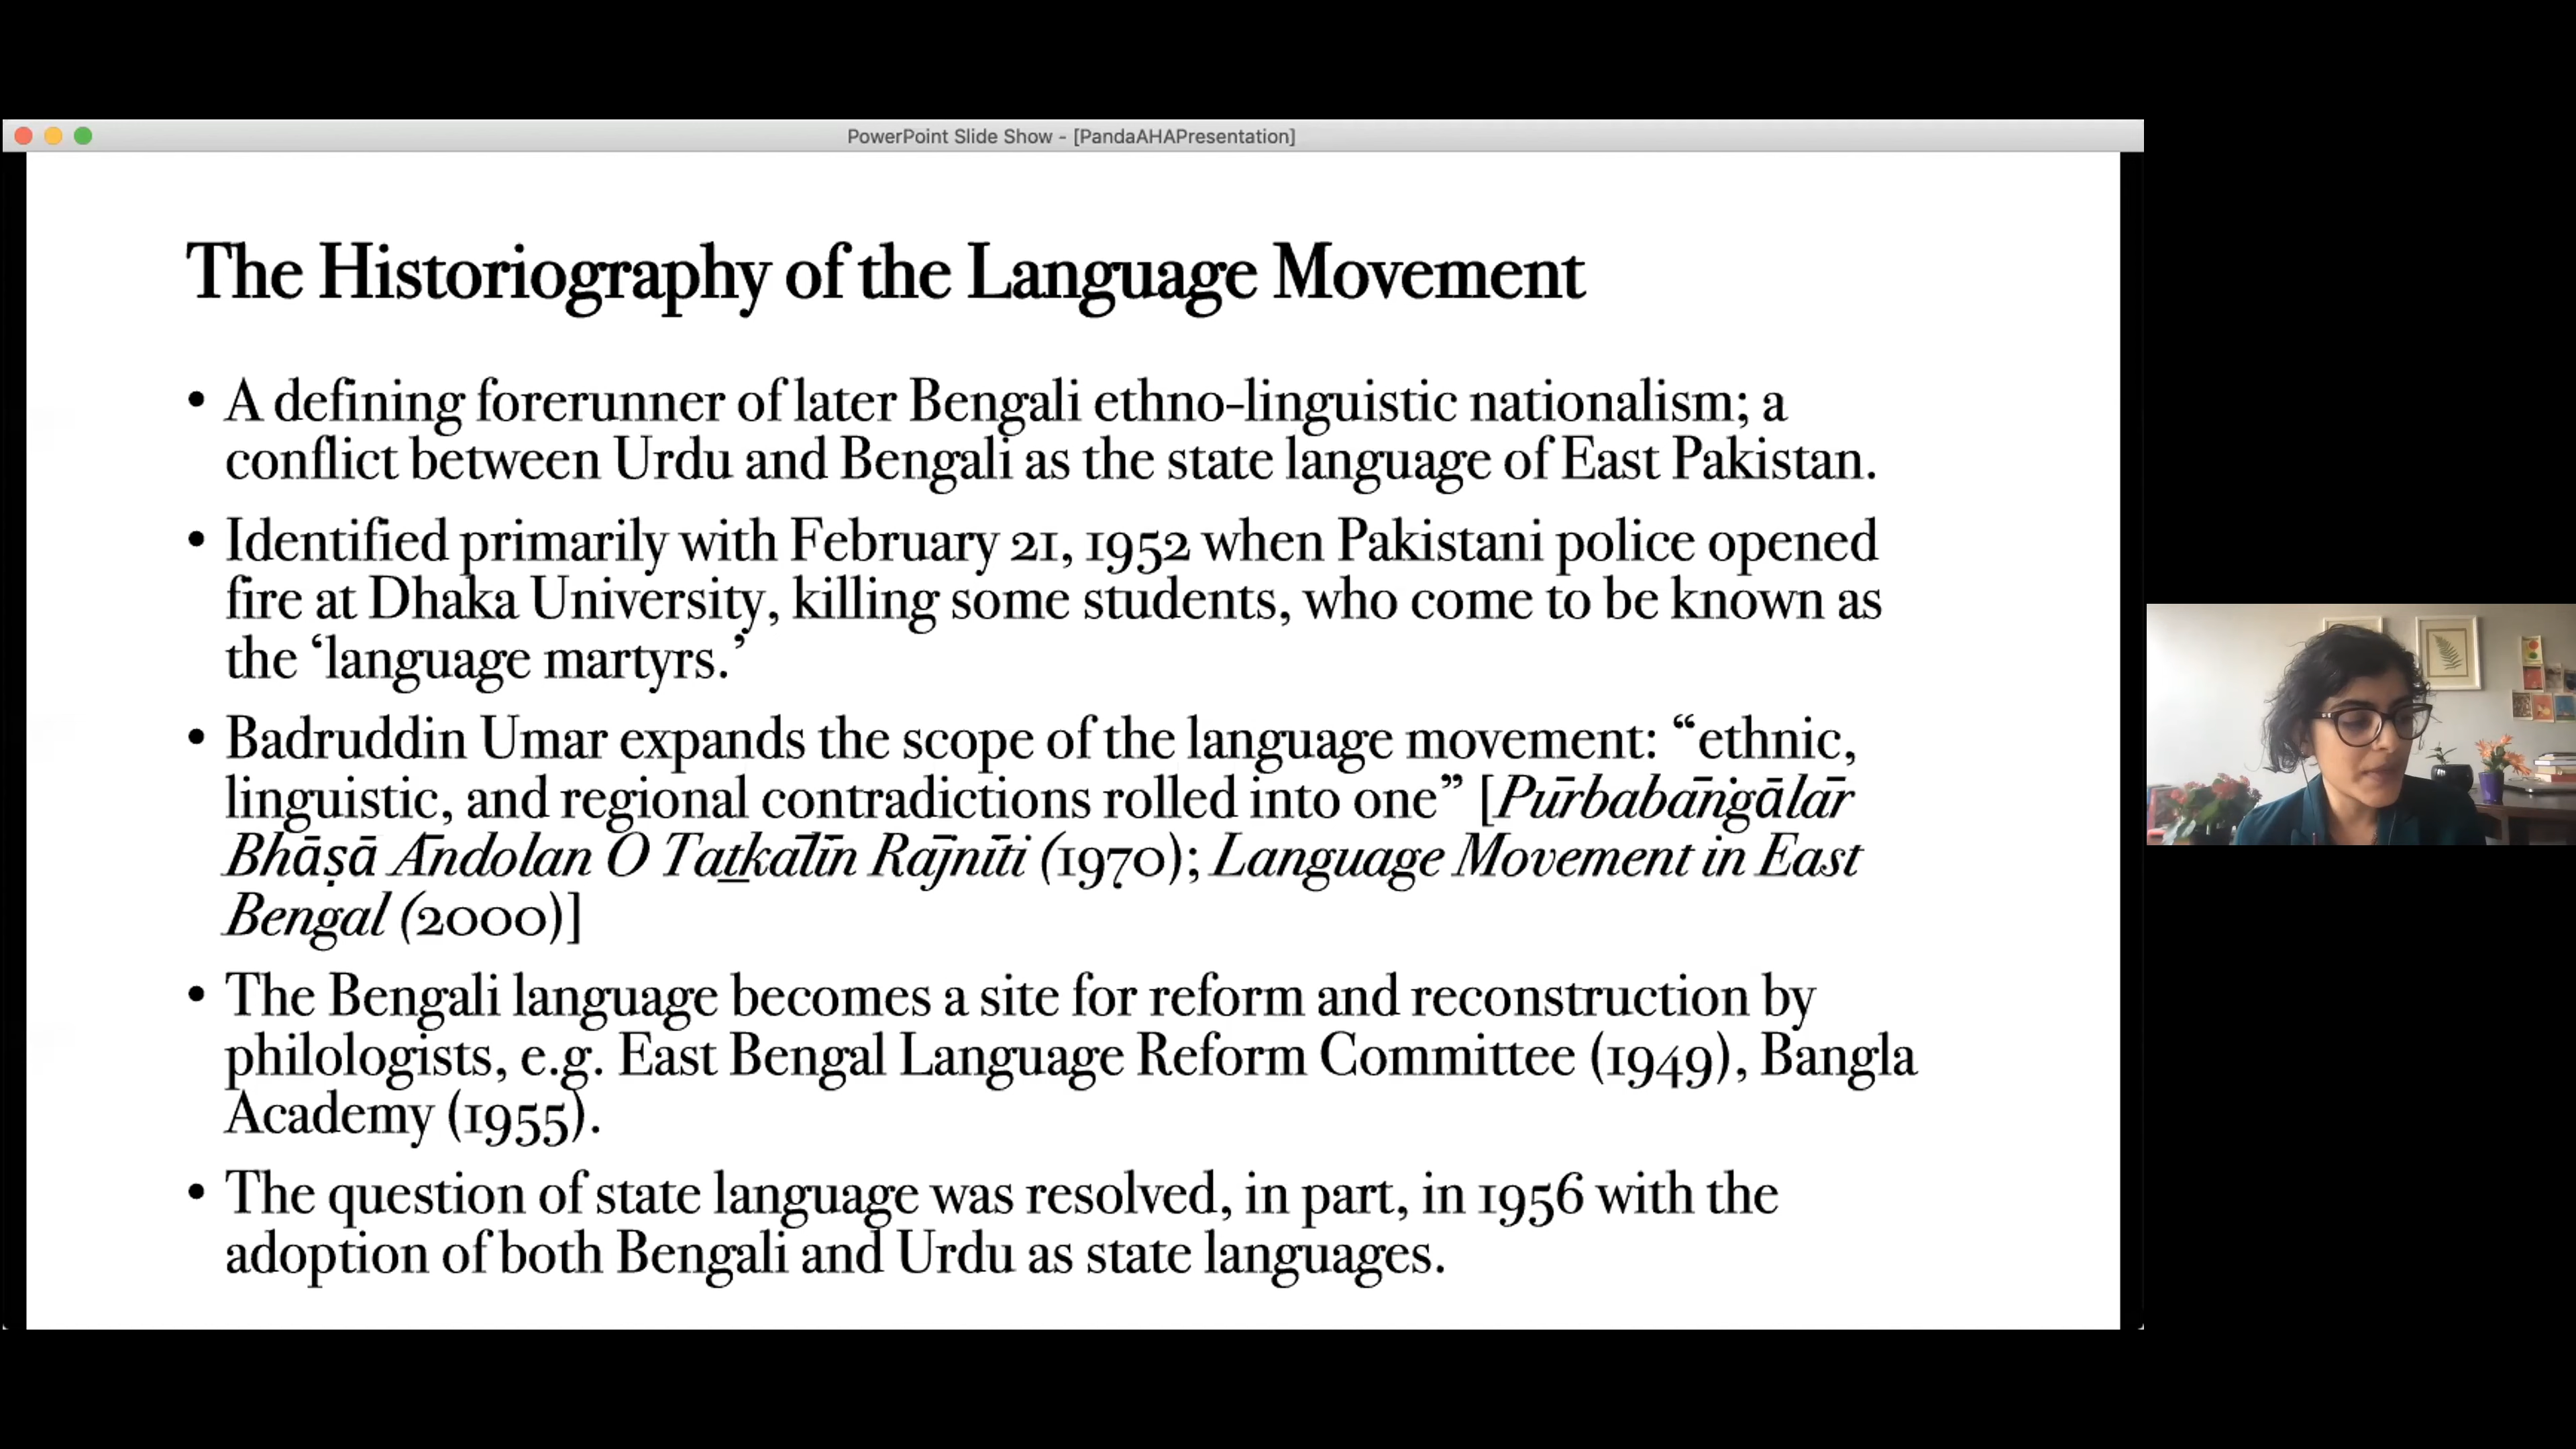 PowerPoint Slide Show - [PandaAHAPresentation]
The Historiography of the Language Movement
• A defining forerunner of later Bengali ethno-linguistic nationalism; a
conflict between Urdu and Bengali as the state language of East Pakistan.
• Identified primarily with February 21, 1952 when Pakistani police opened
fire at Dhaka University, killing some students, who come to be known as
the ‘language martyrs.’
• Badruddin Umar expands the scope of the language movement: “ethnic,
linguistic, and regional contradictions rolled into one” [Pūrbabāṅgālār
Bhāṣā Āndolan O Taṯkālīn Rājnīti (1970); Language Movement in East
Bengal (2000)]
• The Bengali language becomes a site for reform and reconstruction by
philologists, e.g. East Bengal Language Reform Committee (1949), Bangla
Academy (1955).
• The question of state language was resolved, in part, in 1956 with the
adoption of both Bengali and Urdu as state languages.